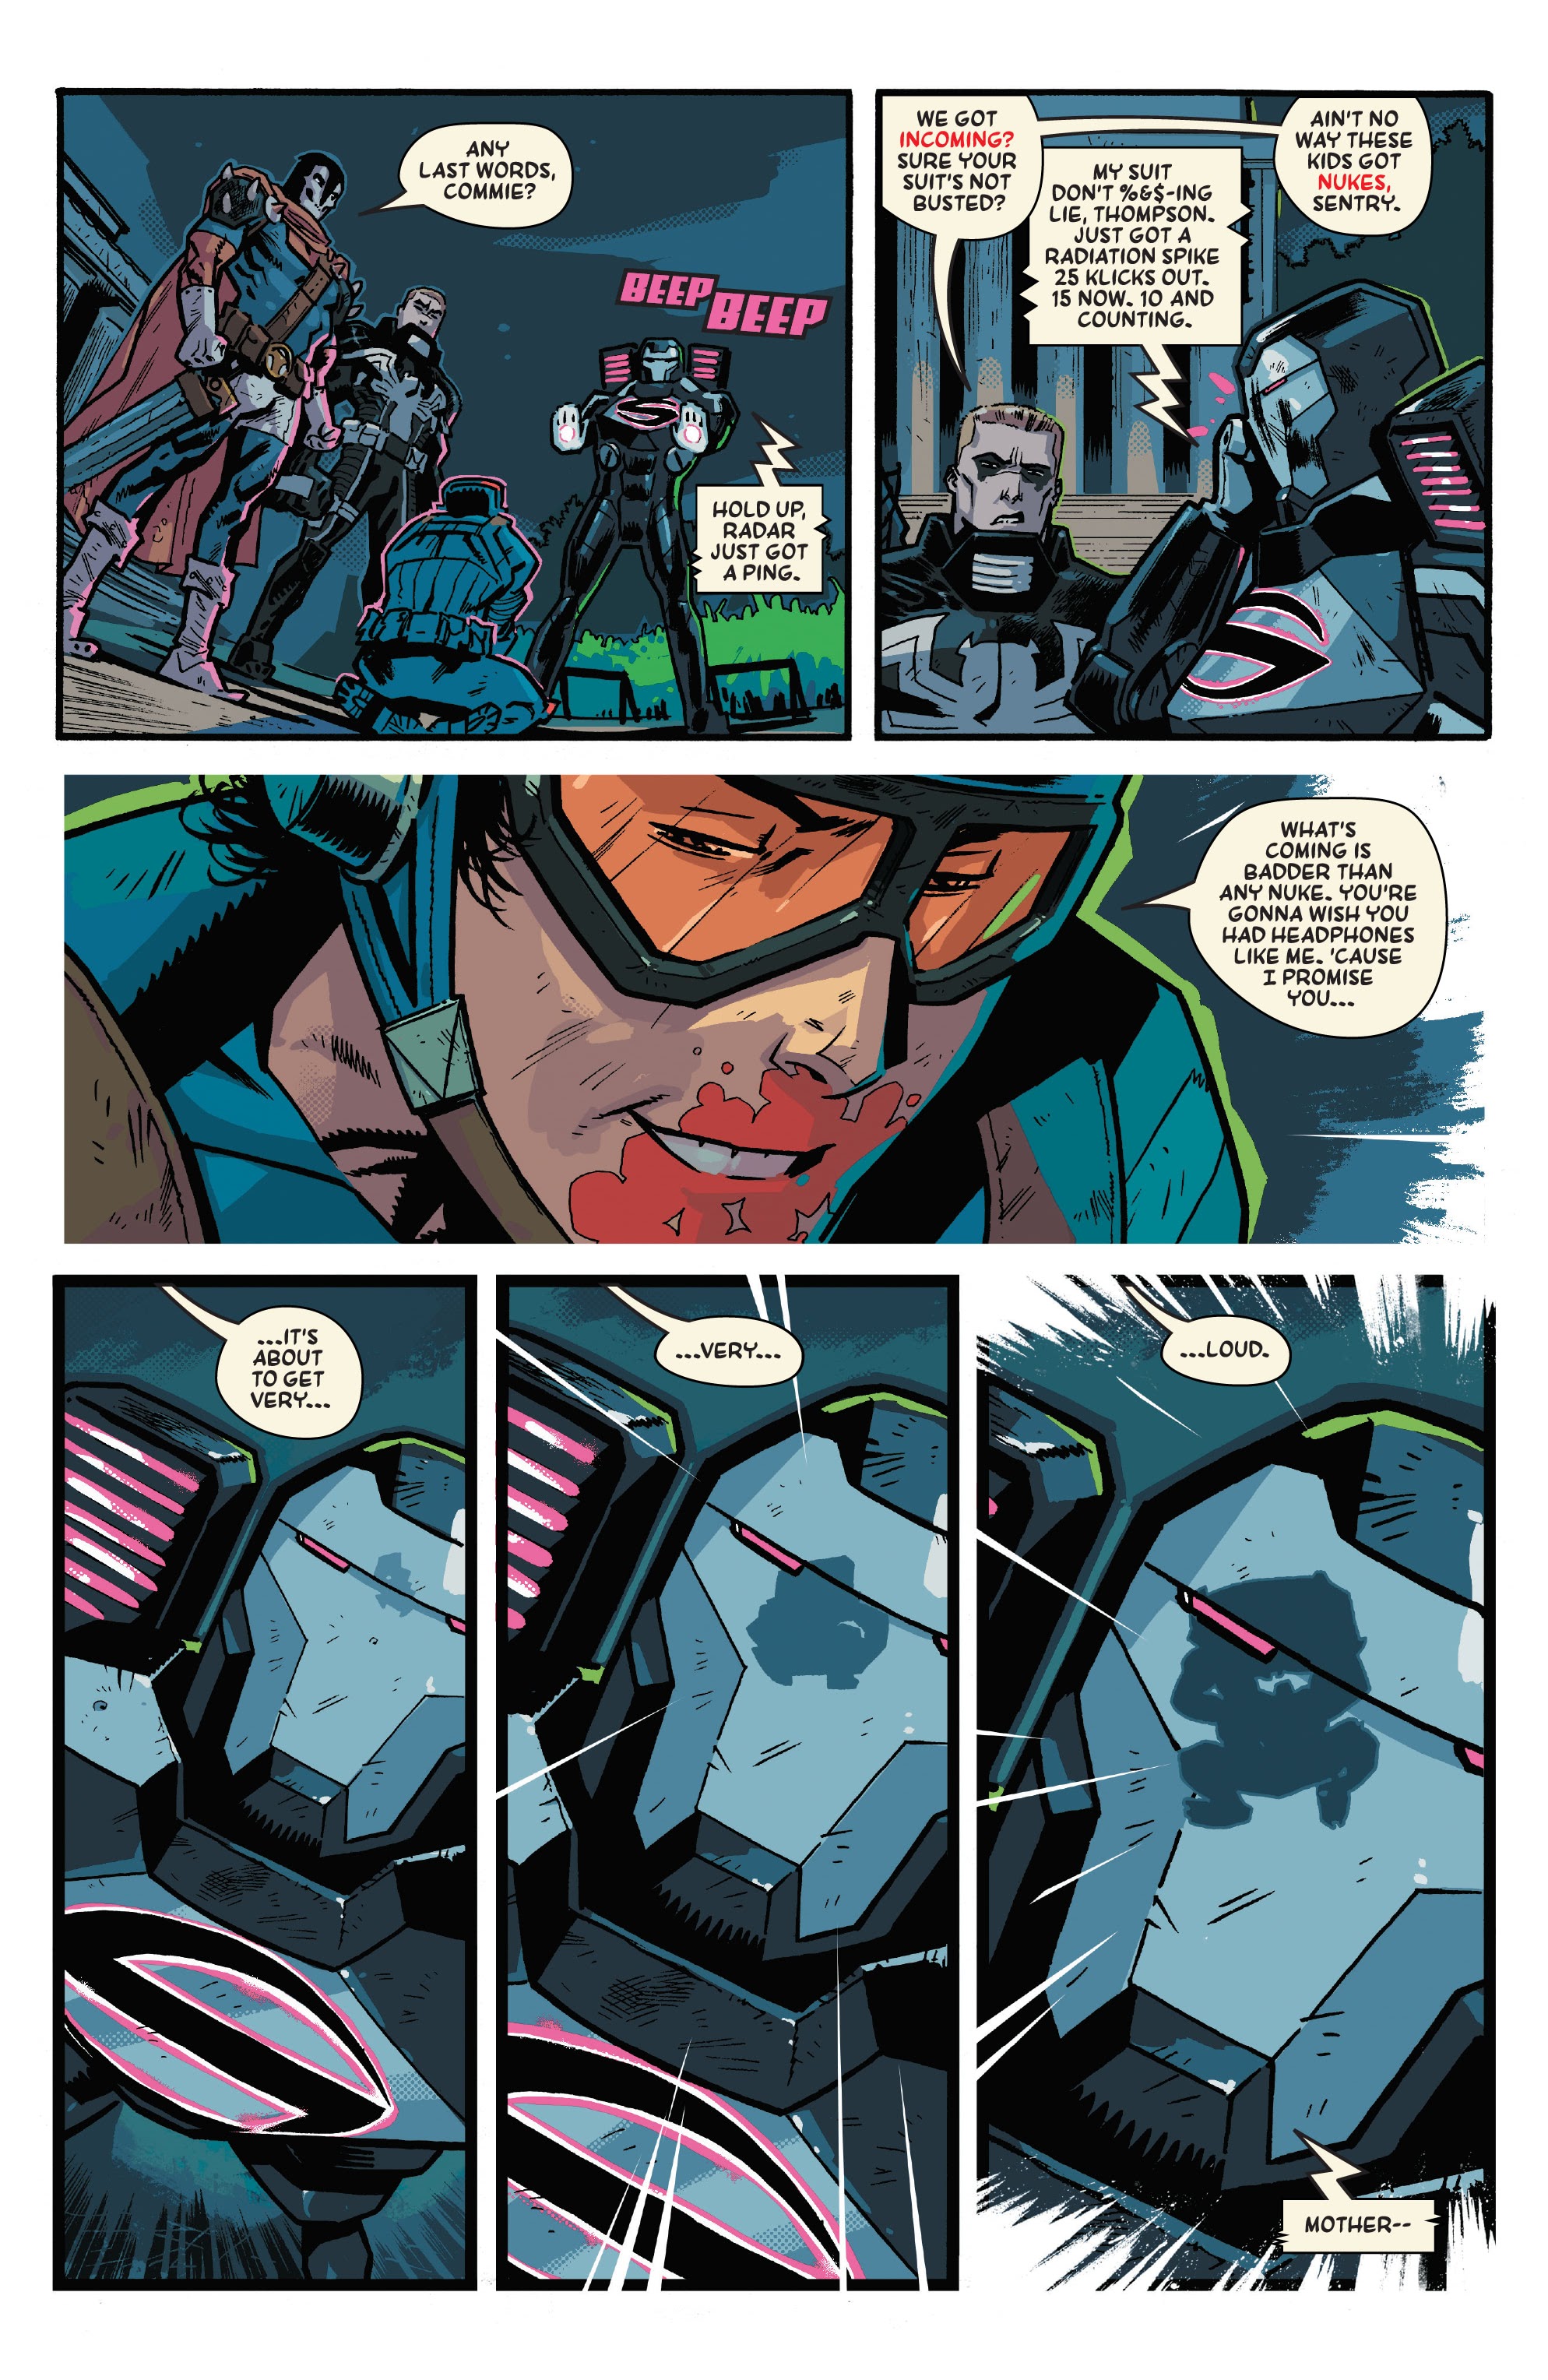 ANY
LAST WORDS,
COMMIE?
BEEP
BEEP
HOLD UP,
RADAR
JUST GOT
A PING.
WE GOT
INCOMING?
SURE YOUR
SUIT'S NOT
BUSTED?
MY SUIT
DON'T %&$-ING
LIE, THOMPSON.
JUST GOT A
RADIATION SPIKE
25 KLICKS OUT.
15 NOW. 10 AND
COUNTING.
AIN'T NO
WAY THESE
KIDS GOT
NUKES,
SENTRY.
WHAT'S
COMING IS
BADDER THAN
ANY NUKE. YOU'RE
GONNA WISH YOU
HAD HEADPHONES
LIKE ME. 'CAUSE
I PROMISE
YOU...
...IT'S
ABOUT
TO GET
VERY...
...VERY...
...LOUD.
MOTHER--